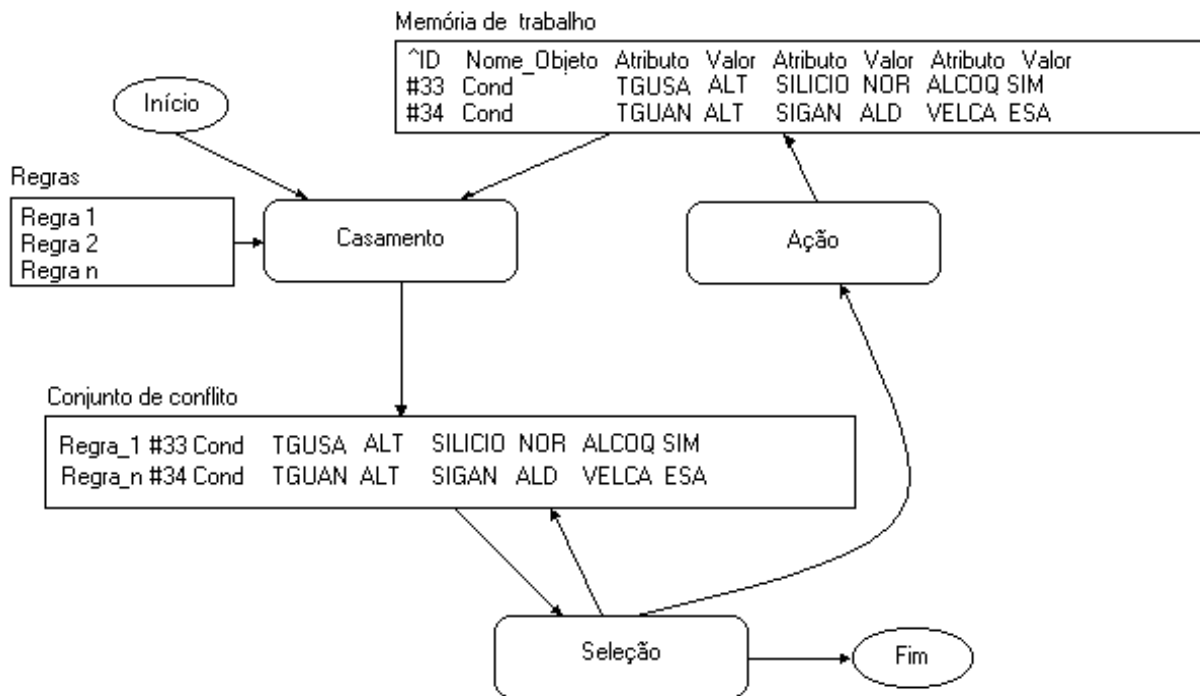 Memória de trabalho
^ID Nome_Objeto Atributo Valor Atributo Valor Atributo Valor
#33 Cond TGUSA ALT SILICIO NOR ALCOQ SIM
#34 Cond TGUAN ALT SIGAN ALD VELCA ESA
Início
Regras
Regra 1
Regra 2
Regra n
Casamento
Ação
Conjunto de conflito
Regra_1 #33 Cond TGUSA ALT SILICIO NOR ALCOQ SIM
Regra_n #34 Cond TGUAN ALT SIGAN ALD VELCA ESA
Seleção
Fim